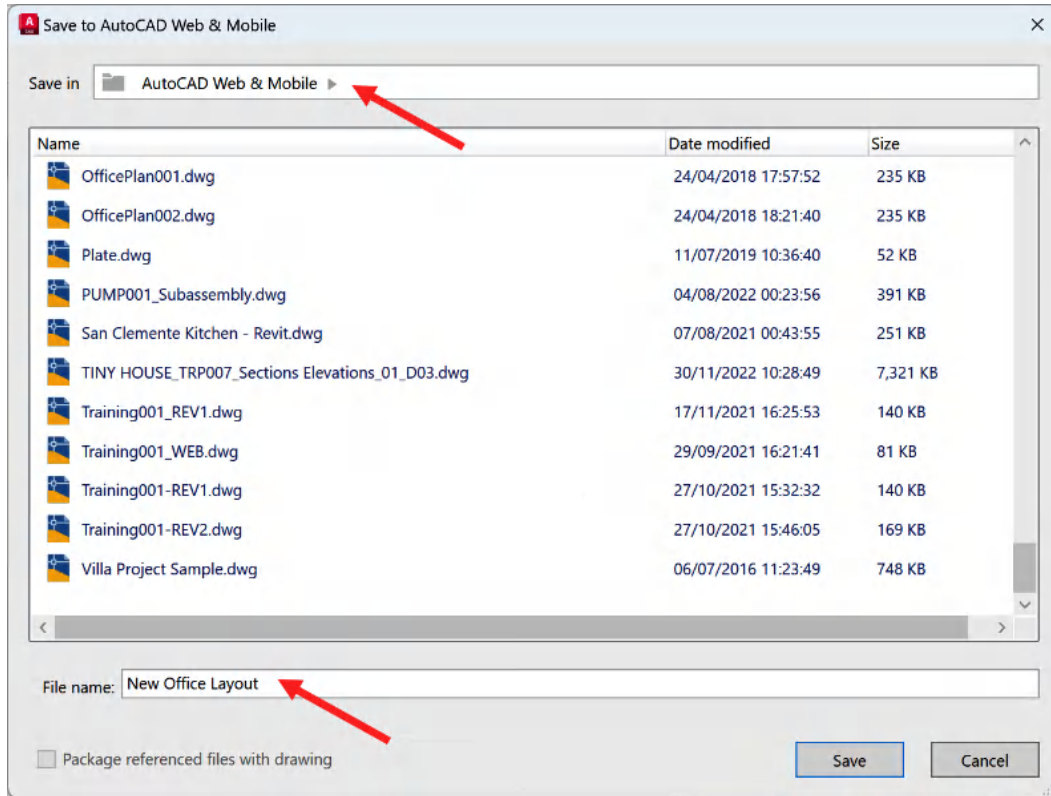 Save to AutoCAD Web & Mobile
Save in AutoCAD Web & Mobile
Name Date modified Size
OfficePlan001.dwg 24/04/2018 17:57:52 235 KB
OfficePlan002.dwg 24/04/2018 18:21:40 235 KB
Plate.dwg 11/07/2019 10:36:40 52 KB
PUMP001_Subassembly.dwg 04/08/2022 00:23:56 391 KB
San Clemente Kitchen - Revit.dwg 07/08/2021 00:43:55 251 KB
TINY HOUSE_TRP007_Sections Elevations_01_D03.dwg 30/11/2022 10:28:49 7,321 KB
Training001_REV1.dwg 17/11/2021 16:25:53 140 KB
Training001_WEB.dwg 29/09/2021 16:21:41 81 KB
Training001-REV1.dwg 27/10/2021 15:32:32 140 KB
Training001-REV2.dwg 27/10/2021 15:46:05 169 KB
Villa Project Sample.dwg 06/07/2016 11:23:49 748 KB
File name: New Office Layout
Package referenced files with drawing Save Cancel